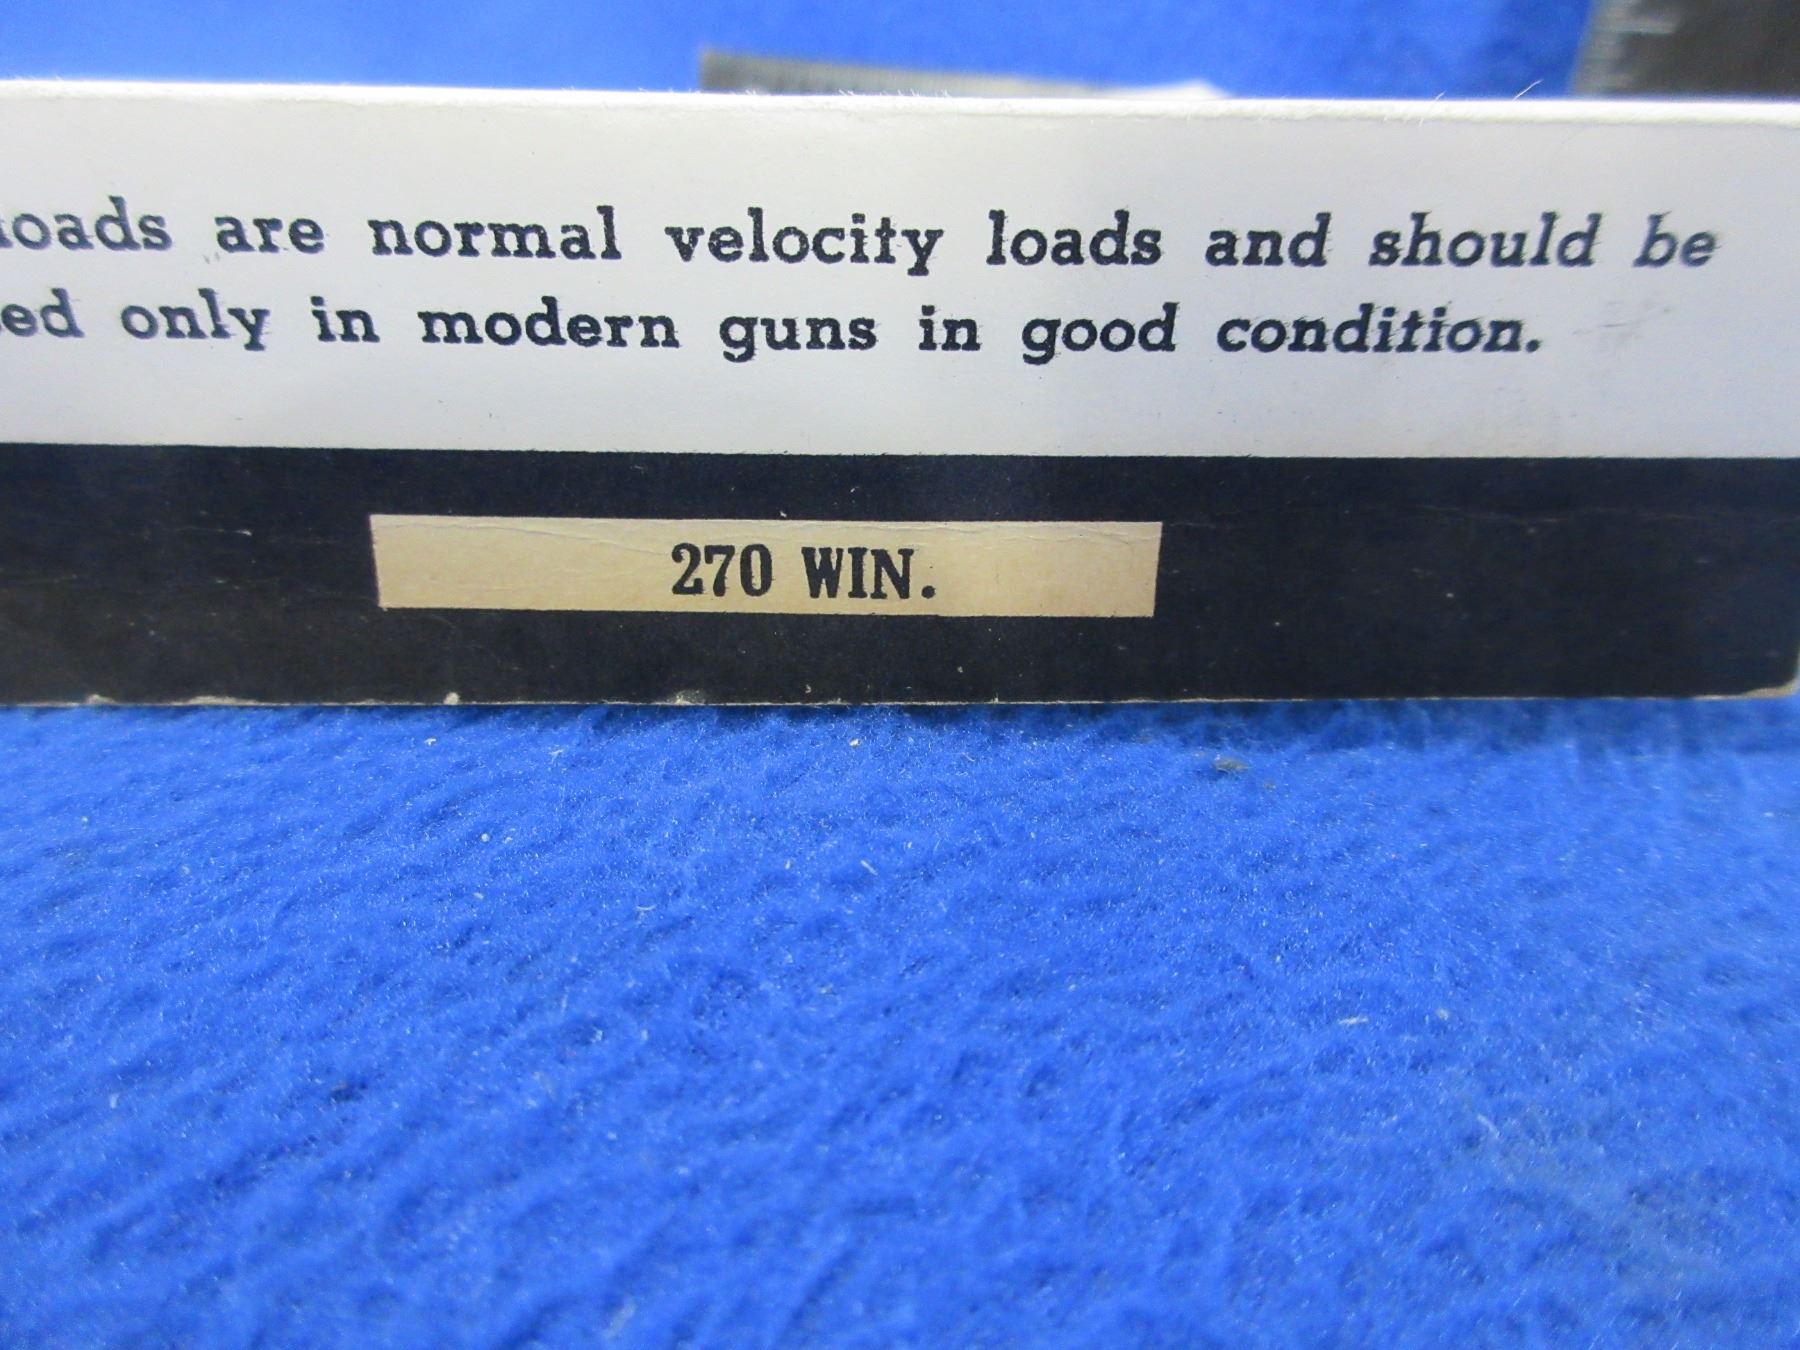 loads are normal velocity loads and should be
ed only in modern guns in good condition.
270 WIN.